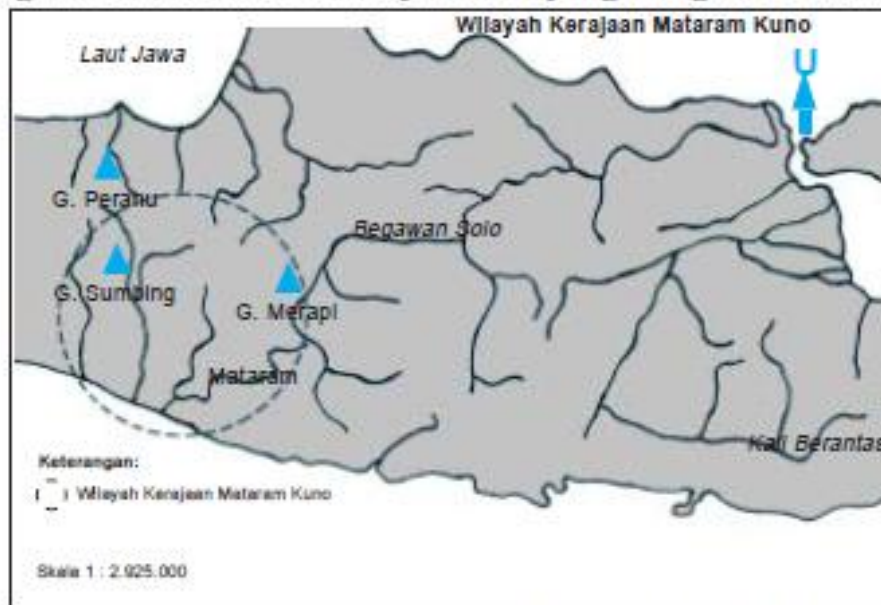 Wilayah Kerajaan Mataram Kuno
Laut Jawa
U
G. Perahu
Begawan Solo
G. Sumbing
G. Merapi
Mataram
Kali Berantas
Keterangan:
Wilayah Kerajaan Mataram Kuno
Skala 1 : 2.925.000